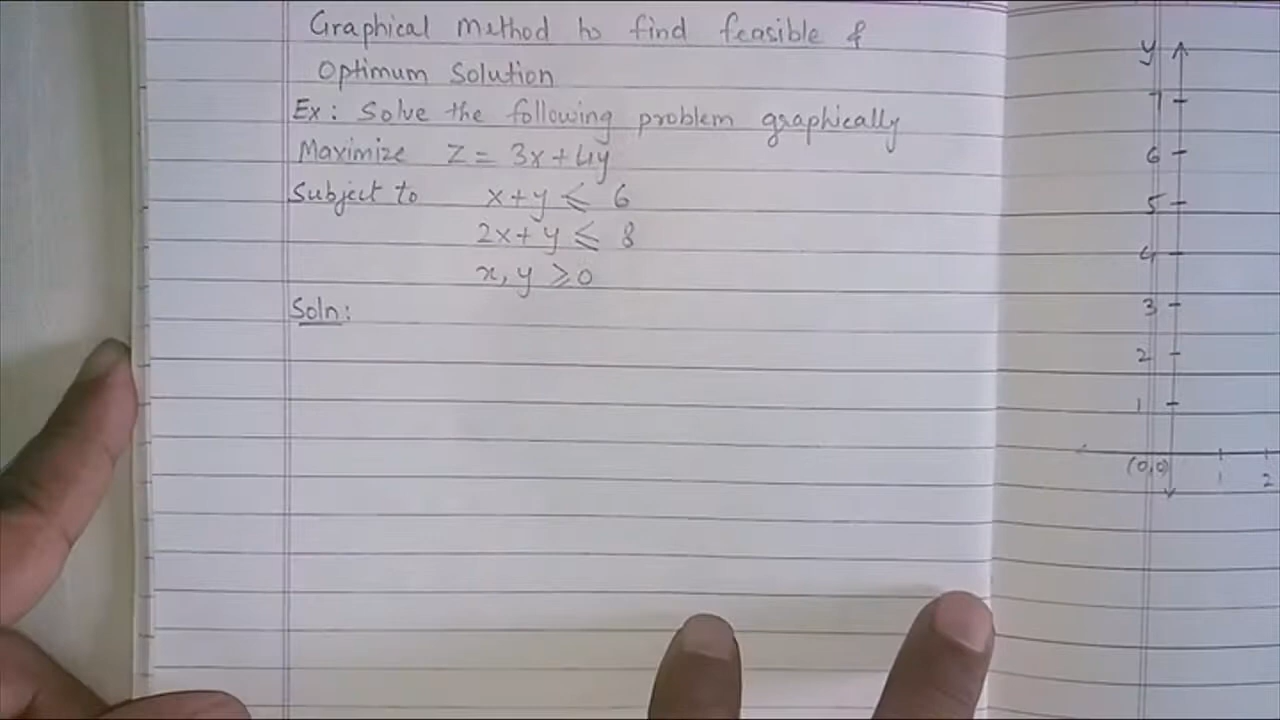 Graphical method to find feasible &
Optimum Solution
Ex: Solve the following problem graphically
Maximize Z = 3x + 4y
Subject to x + y ≤ 6
2x + y ≤ 8
x, y ≥ 0
Soln:
y
7
6
5
4
3
2
1
(0,0) 1 2